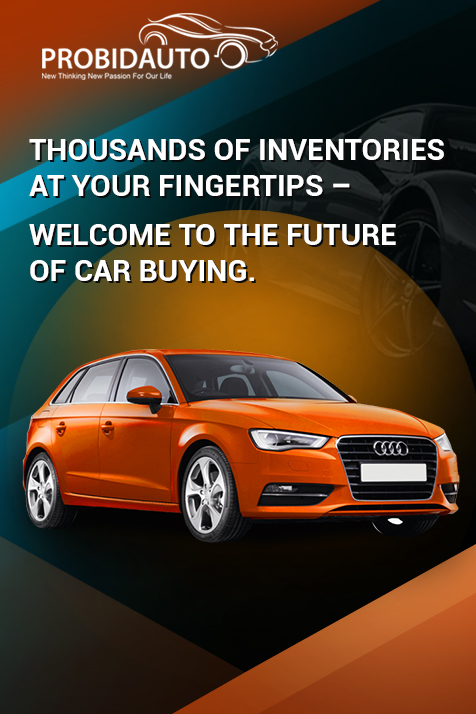 PROBIDAUTO
New Thinking New Passion For Our Life
THOUSANDS OF INVENTORIES
AT YOUR FINGERTIPS –
WELCOME TO THE FUTURE
OF CAR BUYING.